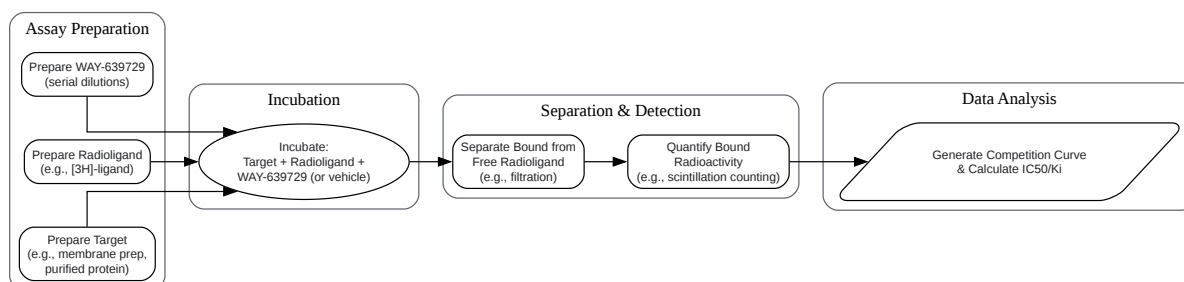 Assay Preparation
Prepare WAY-639729
(serial dilutions)
Prepare Radioligand
(e.g., [3H]-ligand)
Prepare Target
(e.g., membrane prep,
purified protein)
Incubation
Incubate:
Target + Radioligand +
WAY-639729 (or vehicle)
Separation & Detection
Separate Bound from
Free Radioligand
(e.g., filtration)
Quantify Bound
Radioactivity
(e.g., scintillation counting)
Data Analysis
Generate Competition Curve
& Calculate IC50/Ki